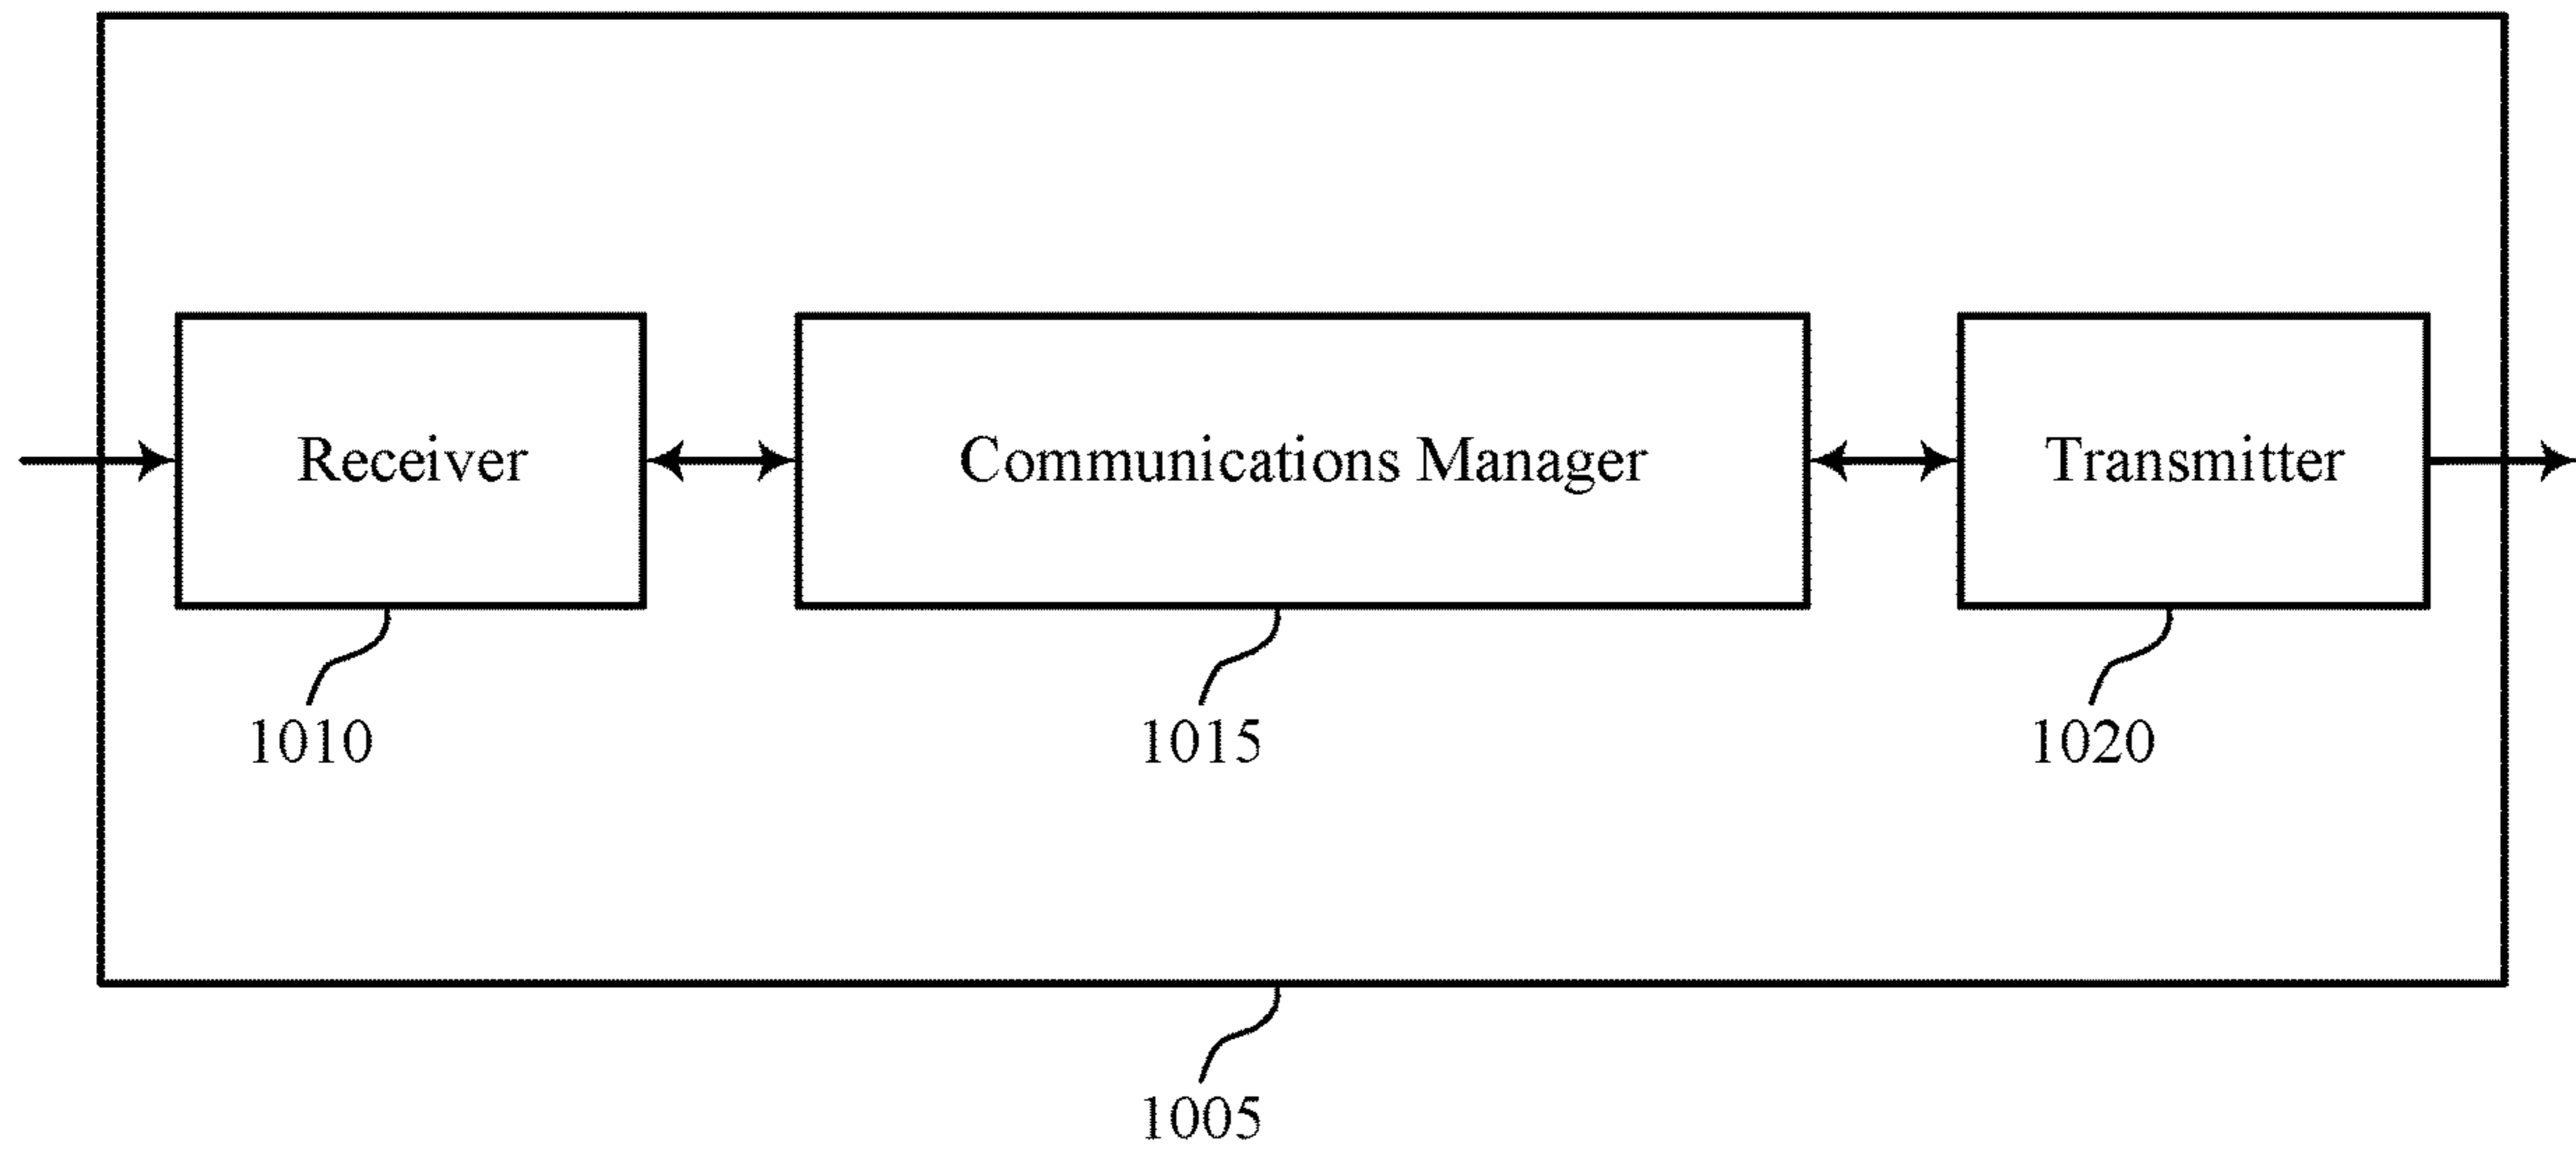 Receiver
Communications Manager
Transmitter
1010
1015
1020
1005